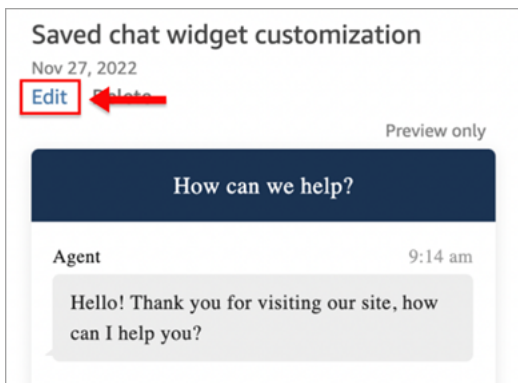 Saved chat widget customization
Nov 27, 2022
Edit Delete
Preview only
How can we help?
Agent 9:14 am
Hello! Thank you for visiting our site, how
can I help you?